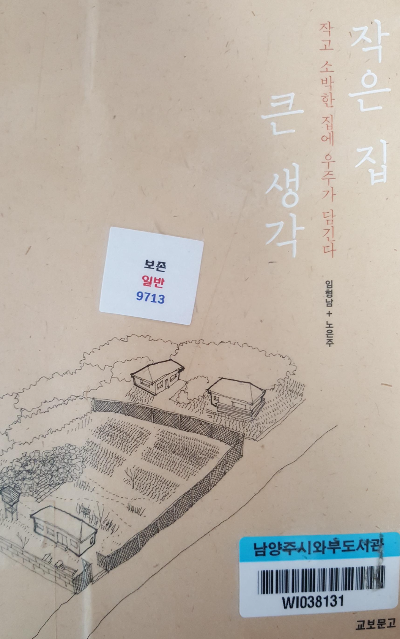 작은 집
큰 생각
작고 소박한 집에 우주가 담긴다
임형남 + 노은주
보존
일반
9713
남양주시와부도서관
WI038131
교보문고